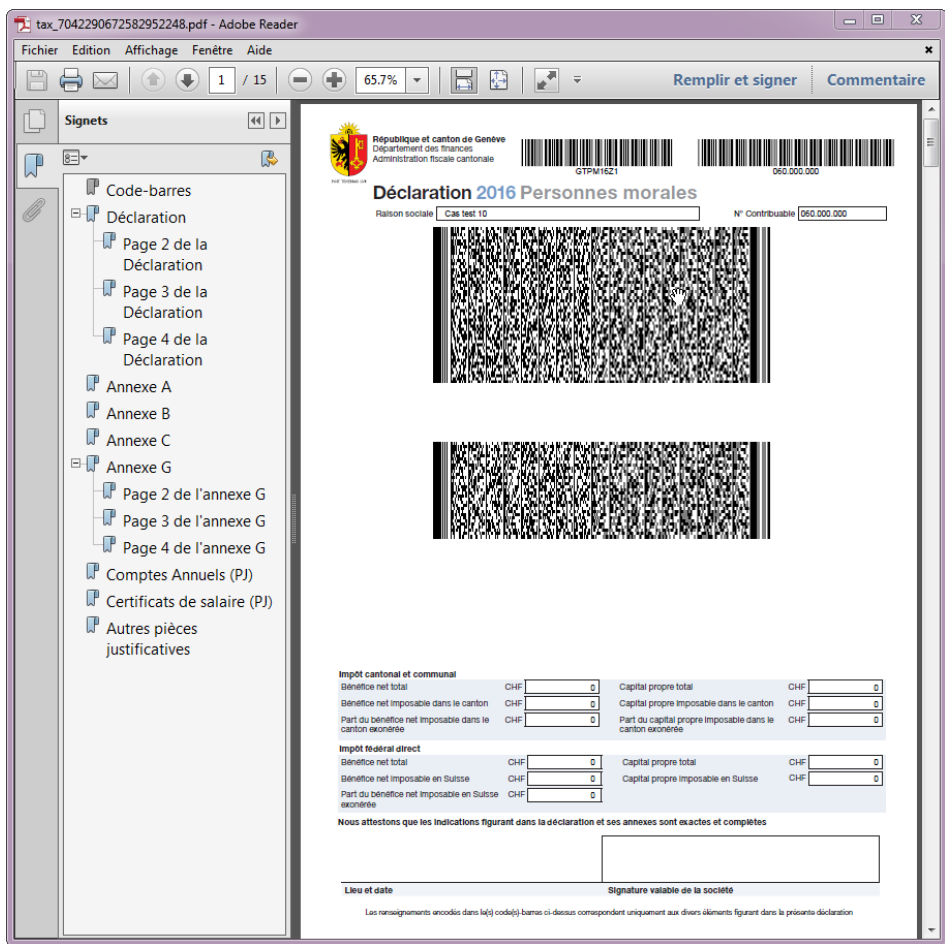 tax_7042290672582952248.pdf - Adobe Reader
Fichier Edition Affichage Fenêtre Aide
1 / 15 65.7% Remplir et signer Commentaire
Signets
Code-barres
Déclaration
Page 2 de la
Déclaration
Page 3 de la
Déclaration
Page 4 de la
Déclaration
Annexe A
Annexe B
Annexe C
Annexe G
Page 2 de l'annexe G
Page 3 de l'annexe G
Page 4 de l'annexe G
Comptes Annuels (PJ)
Certificats de salaire (PJ)
Autres pièces
justificatives
République et canton de Genève
Département des finances
Administration fiscale cantonale
GTPM16Z1 060.000.000
Déclaration 2016 Personnes morales
Raison sociale Cas test 10 N° Contribuable 060.000.000
Impôt cantonal et communal
Bénéfice net total CHF 0 Capital propre total CHF 0
Bénéfice net imposable dans le canton CHF 0 Capital propre imposable dans le canton CHF 0
Part du bénéfice net imposable dans le CHF 0 Part du capital propre imposable dans le CHF 0
canton exonérée canton exonérée
Impôt fédéral direct
Bénéfice net total CHF 0 Capital propre total CHF 0
Bénéfice net imposable en Suisse CHF 0 Capital propre imposable en Suisse CHF 0
Part du bénéfice net imposable en Suisse CHF 0
exonérée
Nous attestons que les indications figurant dans la déclaration et ses annexes sont exactes et complètes
Lieu et date Signature valable de la société
Les renseignements encodés dans le(s) code(s)-barres ci-dessus correspondent uniquement aux divers éléments figurant dans la présente déclaration